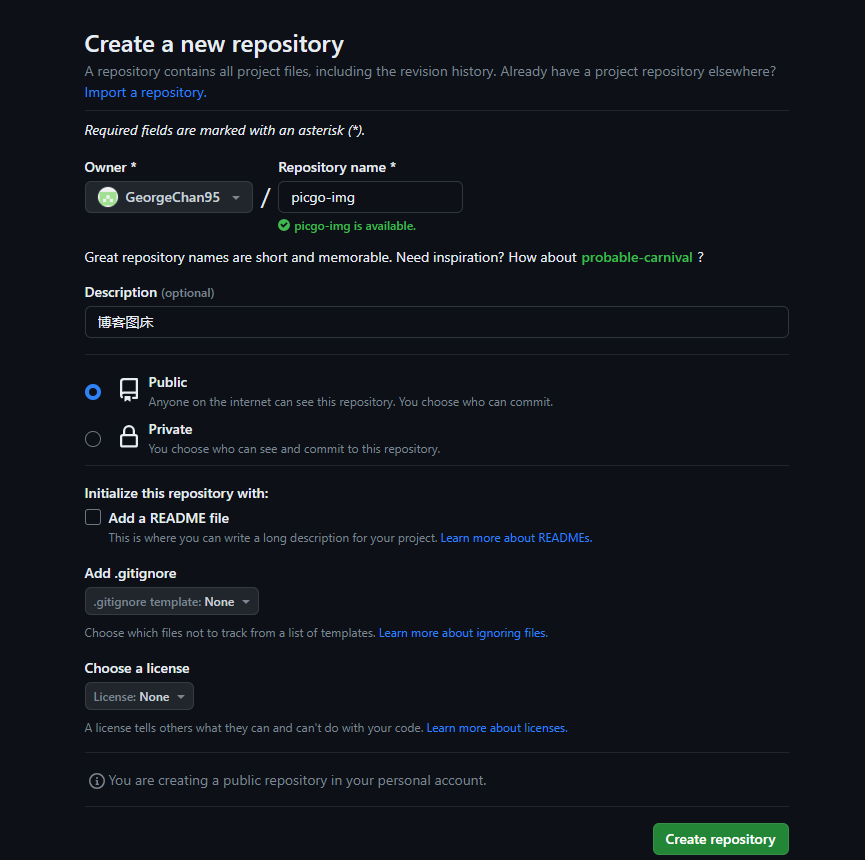 Create a new repository
A repository contains all project files, including the revision history. Already have a project repository elsewhere?
Import a repository.
Required fields are marked with an asterisk (*).
Owner * Repository name *
GeorgeChan95 / picgo-img
picgo-img is available.
Great repository names are short and memorable. Need inspiration? How about probable-carnival ?
Description (optional)
博客图床
Public
Anyone on the internet can see this repository. You choose who can commit.
Private
You choose who can see and commit to this repository.
Initialize this repository with:
Add a README file
This is where you can write a long description for your project. Learn more about READMEs.
Add .gitignore
.gitignore template: None
Choose which files not to track from a list of templates. Learn more about ignoring files.
Choose a license
License: None
A license tells others what they can and can't do with your code. Learn more about licenses.
You are creating a public repository in your personal account.
Create repository